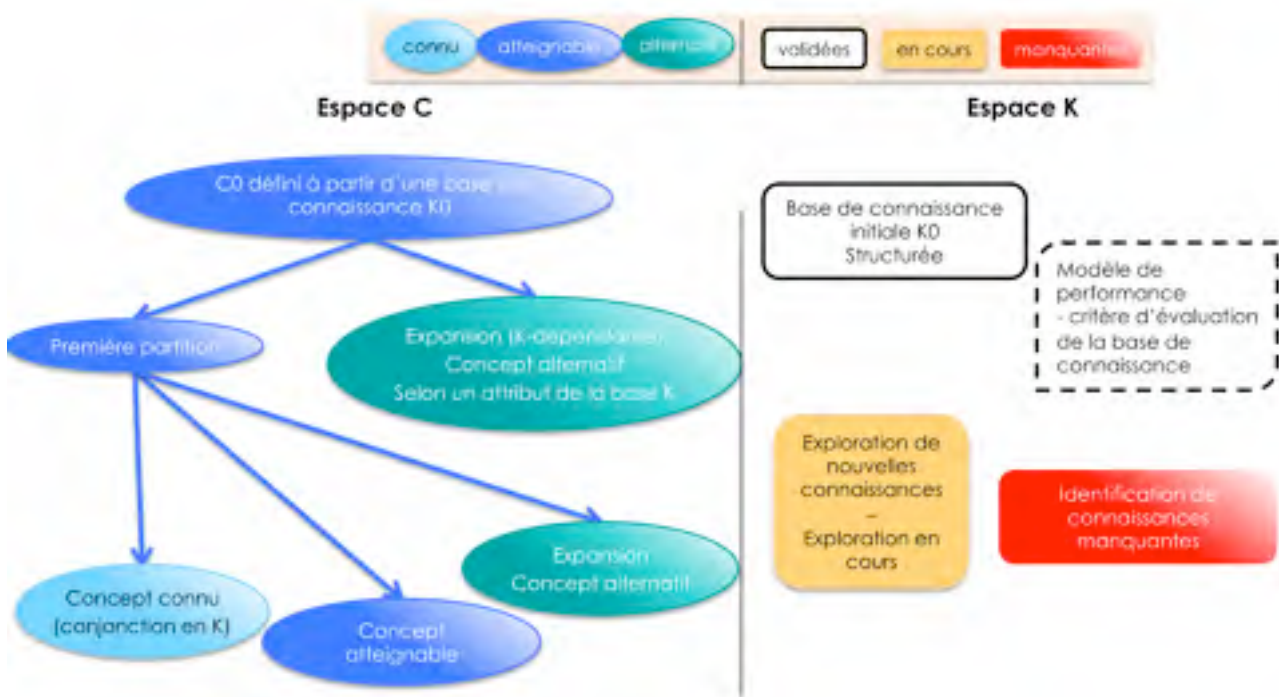 connu
atteignable
alternatif
validées
en cours
manquantes
Espace C
Espace K
C0 défini à partir d'une base
connaissance K0
Base de connaissance
initiale K0
Structurée
Modèle de
performance
- critère d'évaluation
de la base de
connaissance
Première partition
Expansion (K-dépendante)
Concept alternatif
Selon un attribut de la base K
Exploration de
nouvelles
connaissances
–
Exploration en
cours
Identification de
connaissances
manquantes
Expansion
Concept alternatif
Concept connu
(conjonction en K)
Concept
atteignable